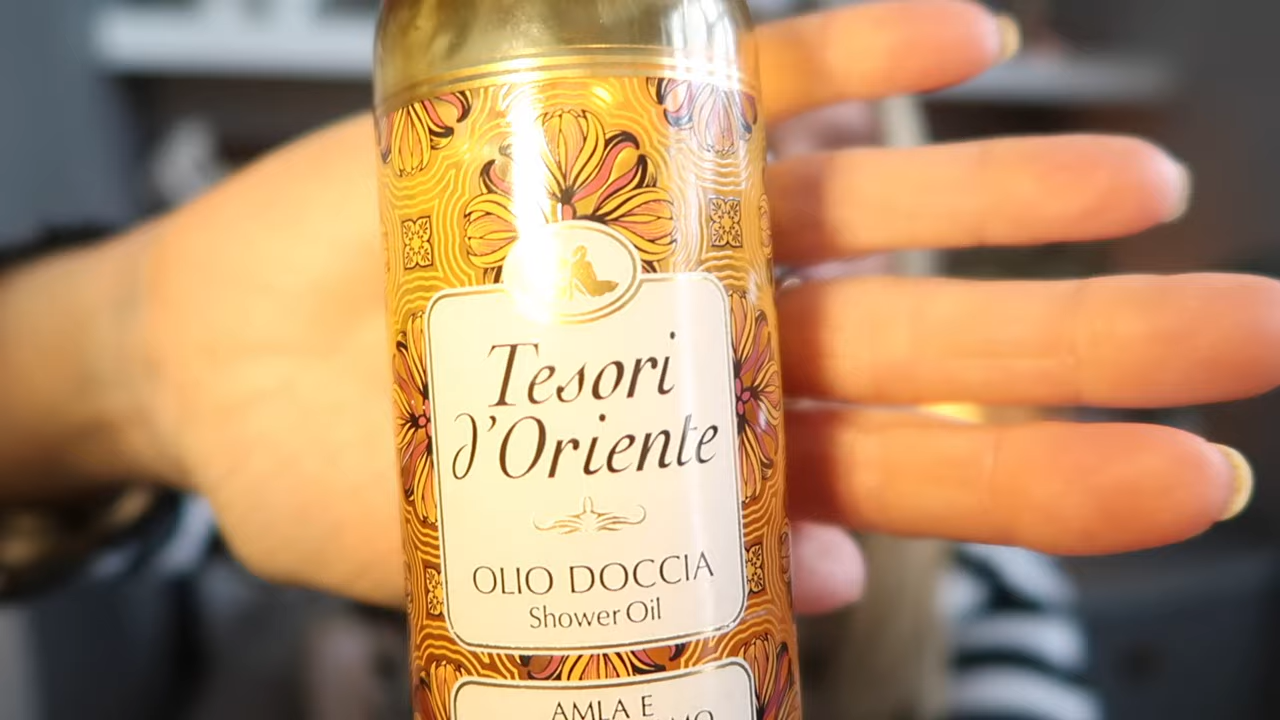 Tesori
d'Oriente
OLIO DOCCIA
Shower Oil
AMLA E